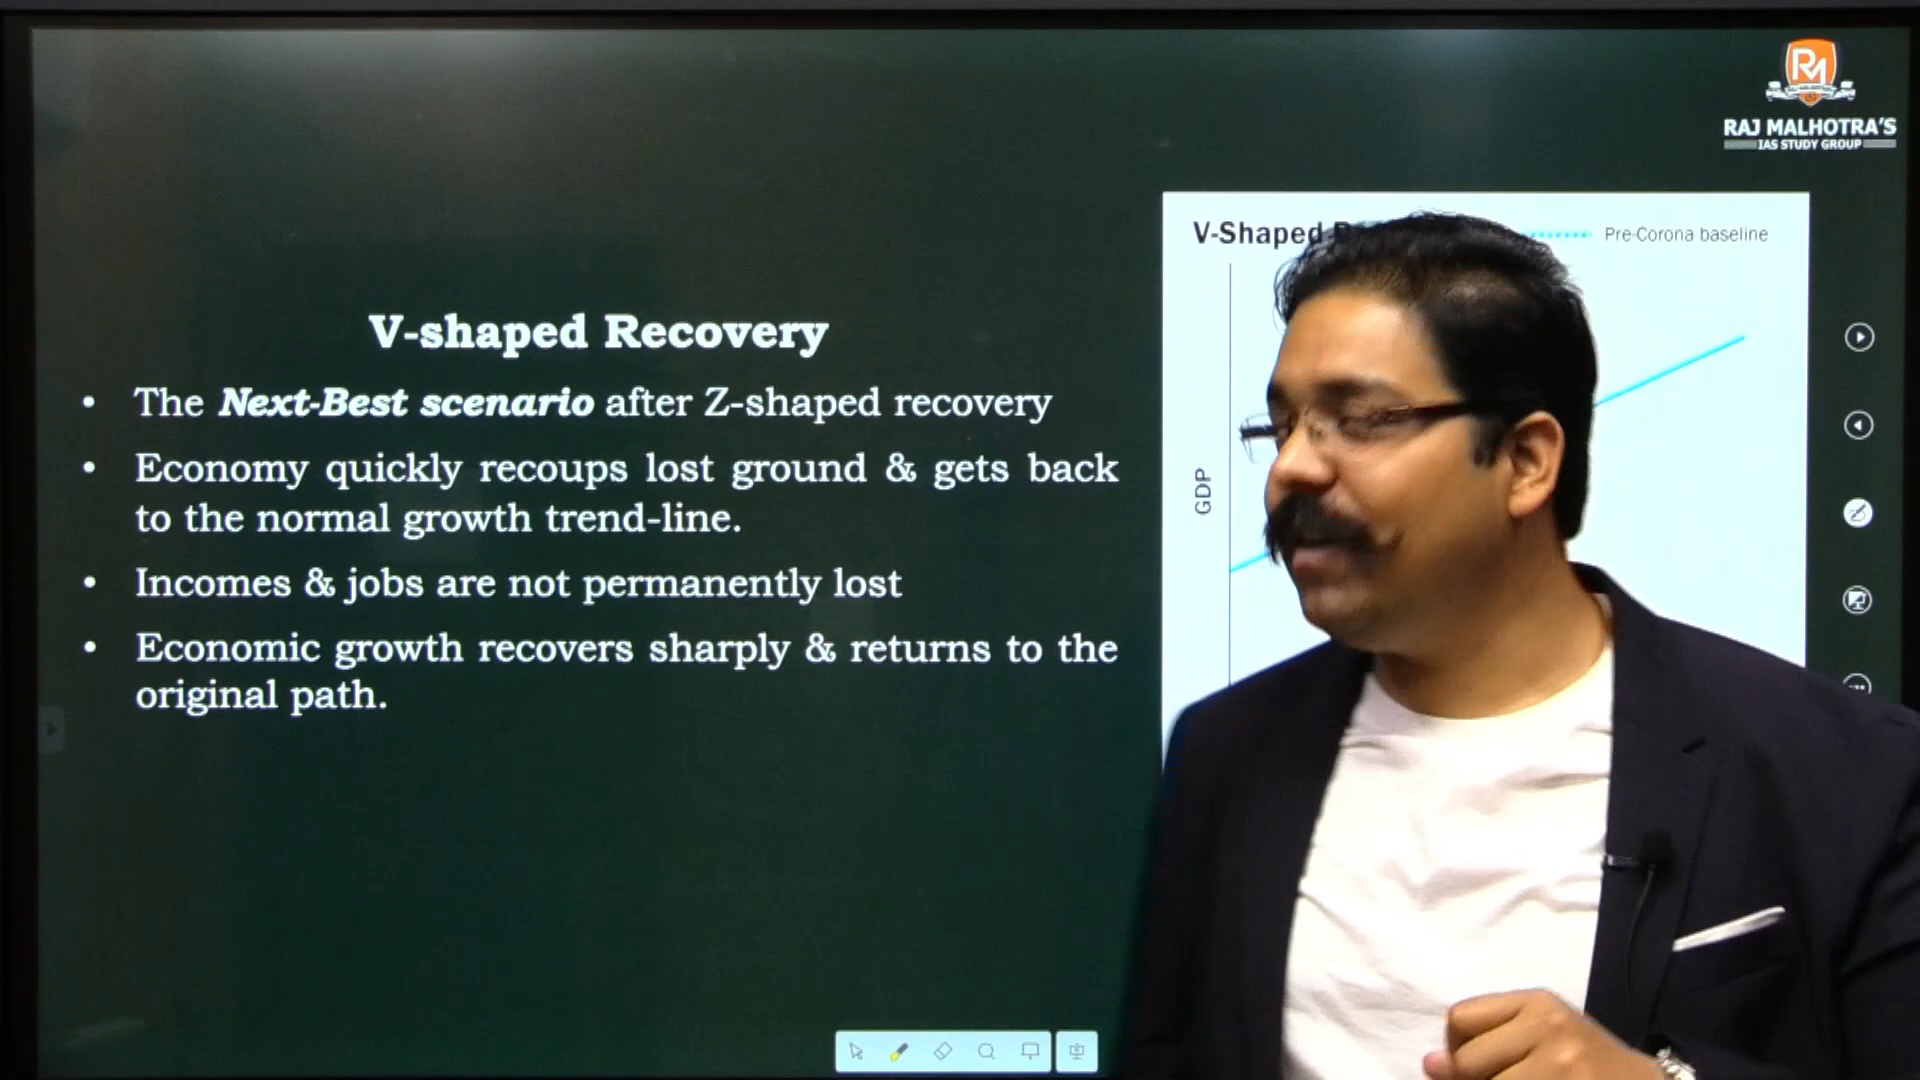 RAJ MALHOTRA'S
IAS STUDY GROUP
V-Shaped
Pre-Corona baseline
V-shaped Recovery
• The Next-Best scenario after Z-shaped recovery
• Economy quickly recoups lost ground & gets back
to the normal growth trend-line.
• Incomes & jobs are not permanently lost
• Economic growth recovers sharply & returns to the
original path.
GDP